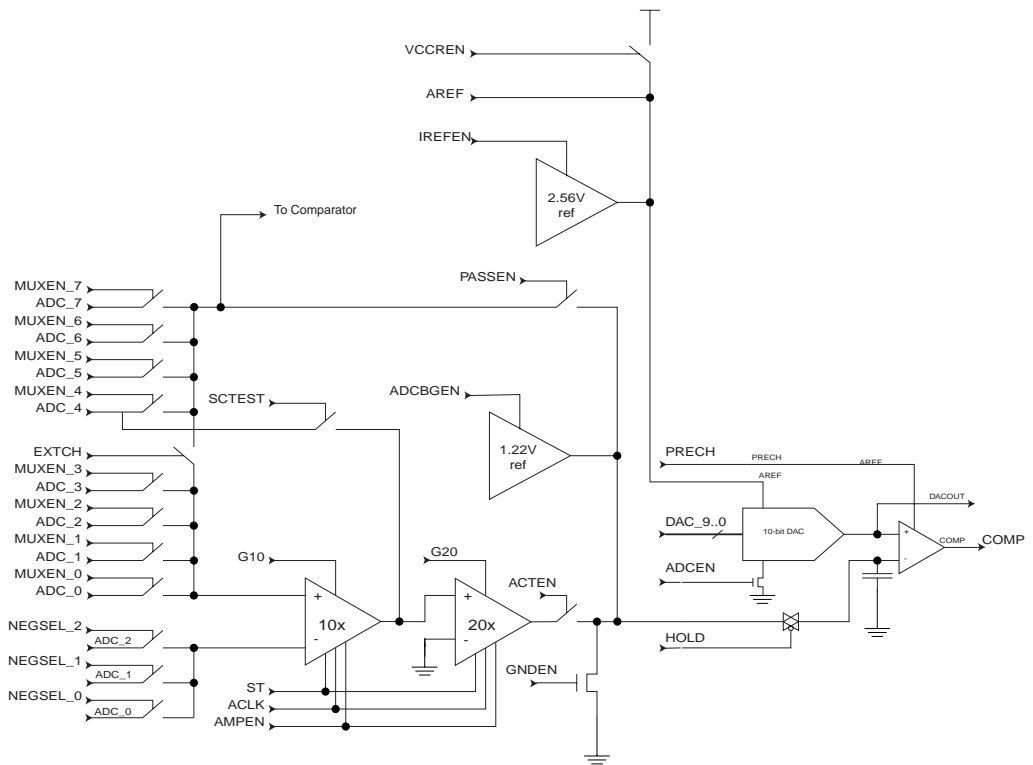 VCCREN
AREF
IREFEN
2.56V
ref
To Comparator
PASSEN
MUXEN_7
ADC_7
MUXEN_6
ADC_6
MUXEN_5
ADC_5
MUXEN_4
ADC_4
SCTEST
ADCBGEN
1.22V
ref
EXTCH
MUXEN_3
ADC_3
MUXEN_2
ADC_2
MUXEN_1
ADC_1
MUXEN_0
ADC_0
PRECH
PRECH
AREF
AREF
DACOUT
DAC_9..0
10-bit DAC
+
-
COMP
COMP
ADCEN
HOLD
G10
+
10x
-
G20
+
20x
-
ACTEN
NEGSEL_2
ADC_2
NEGSEL_1
ADC_1
NEGSEL_0
ADC_0
ST
ACLK
AMPEN
GNDEN